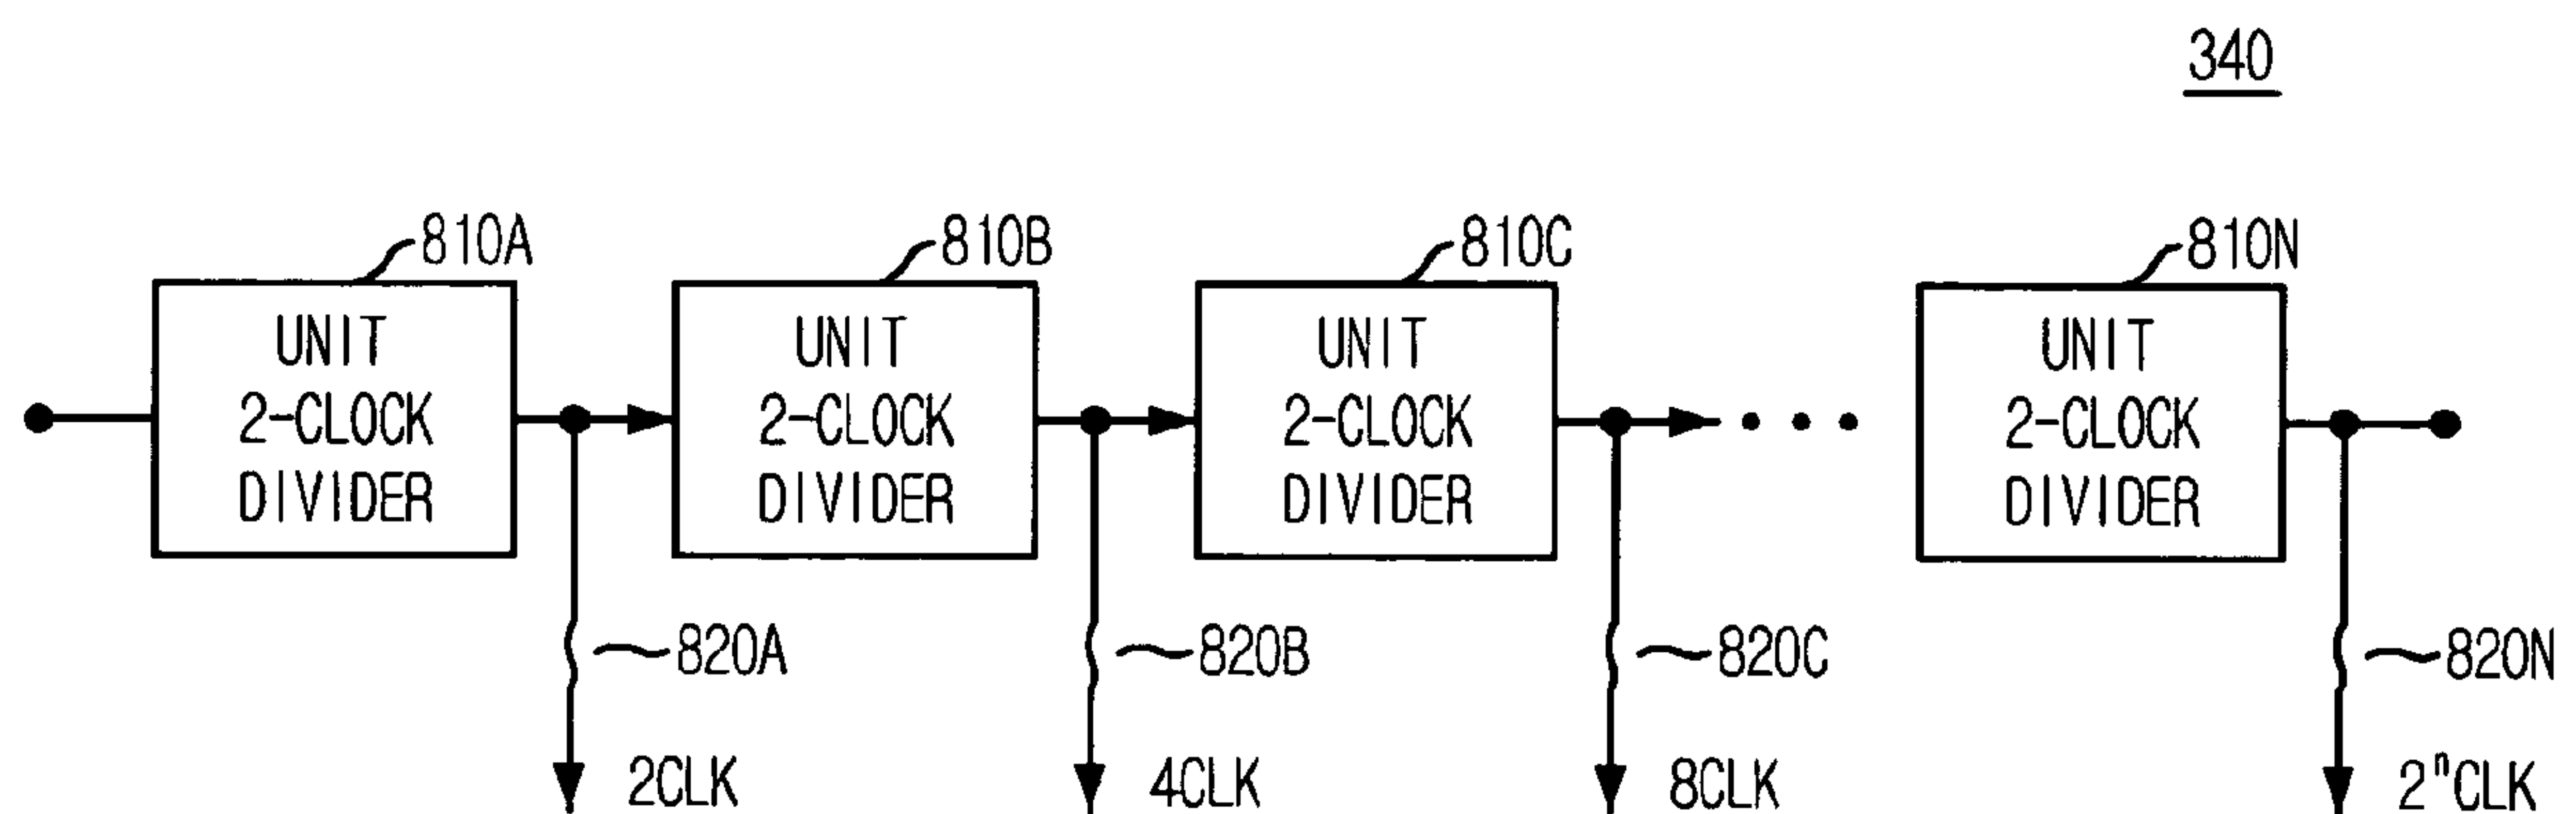 340
810A
810B
810C
810N
UNIT
2-CLOCK
DIVIDER
UNIT
2-CLOCK
DIVIDER
UNIT
2-CLOCK
DIVIDER
UNIT
2-CLOCK
DIVIDER
820A
820B
820C
820N
2CLK
4CLK
8CLK
2ⁿCLK